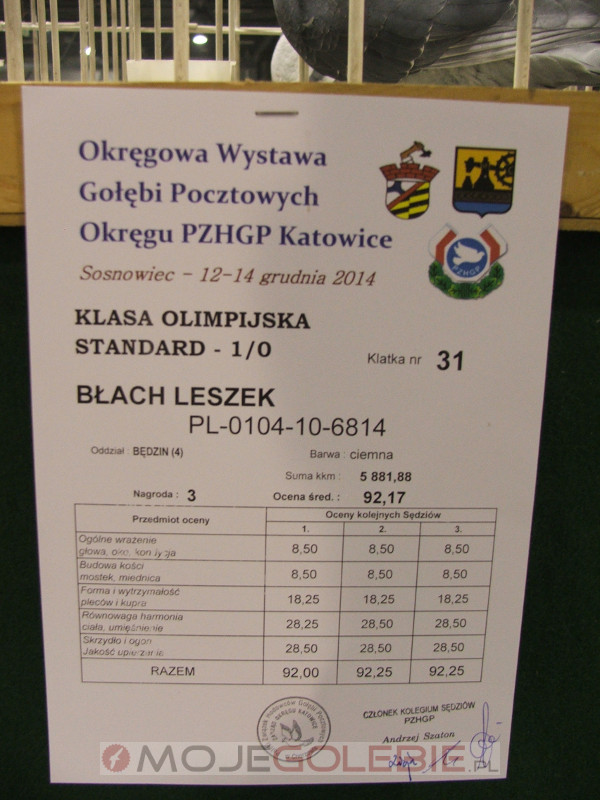 Okręgowa Wystawa
Gołębi Pocztowych
Okręgu PZHGP Katowice
PZHGP
Sosnowiec - 12-14 grudnia 2014
KLASA OLIMPIJSKA
STANDARD - 1/0
Klatka nr 31
BŁACH LESZEK
PL-0104-10-6814
Oddział : BĘDZIN (4) Barwa : ciemna
Suma kkm : 5 881,88
Nagroda : 3 Ocena śred. : 92,17
Przedmiot oceny Oceny kolejnych Sędziów
1. 2. 3.
Ogólne wrażenie
głowa, oko, kondycja 8,50 8,50 8,50
Budowa kości
mostek, miednica 8,50 8,50 8,50
Forma i wytrzymałość
pleców i kupra 18,25 18,25 18,25
Równowaga harmonia
ciała, umięśnienie 28,25 28,50 28,50
Skrzydło i ogon
Jakość upierzenia 28,50 28,50 28,50
RAZEM 92,00 92,25 92,25
CZŁONEK KOLEGIUM SĘDZIÓW
PZHGP
Andrzej Szaton
MOJEGOLEBIE.PL